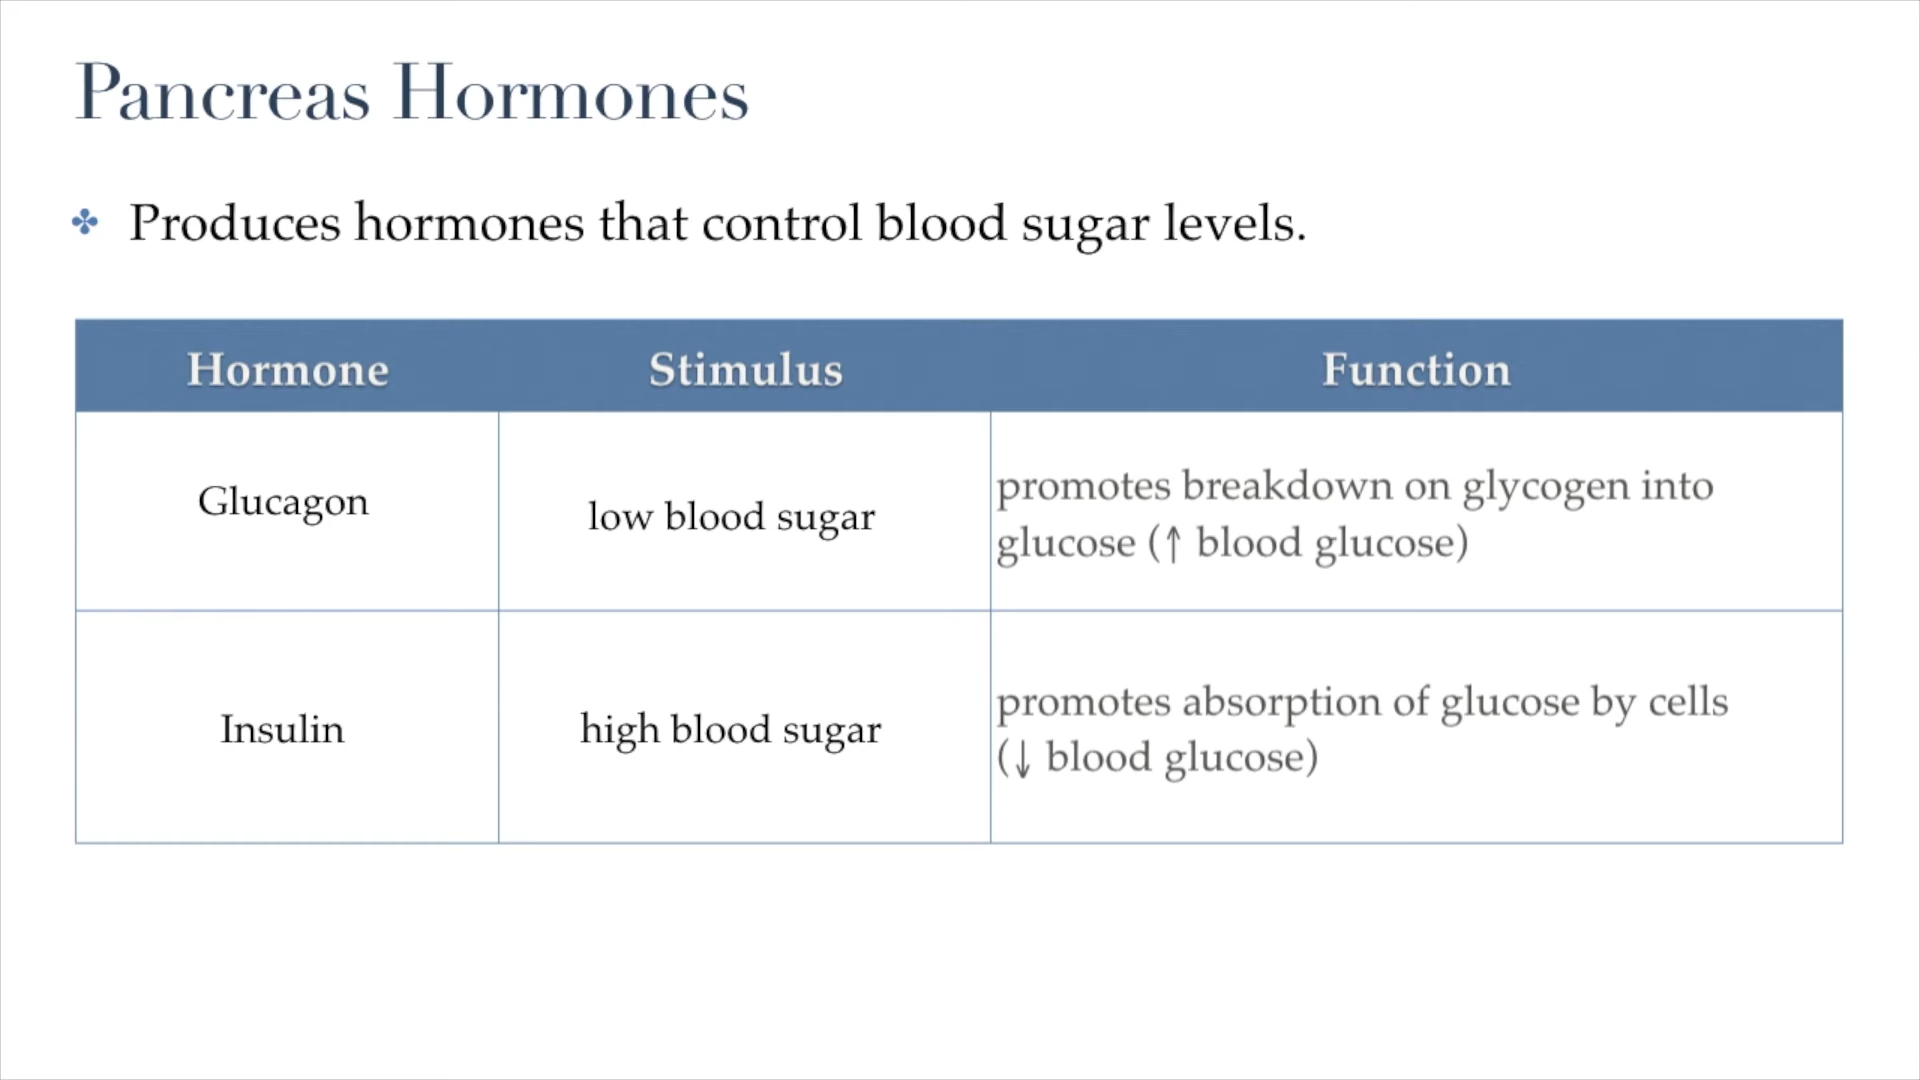 Pancreas Hormones
✤ Produces hormones that control blood sugar levels.
Hormone Stimulus Function
Glucagon
low blood sugar
promotes breakdown on glycogen into
glucose (↑ blood glucose)
Insulin
high blood sugar
promotes absorption of glucose by cells
(↓ blood glucose)